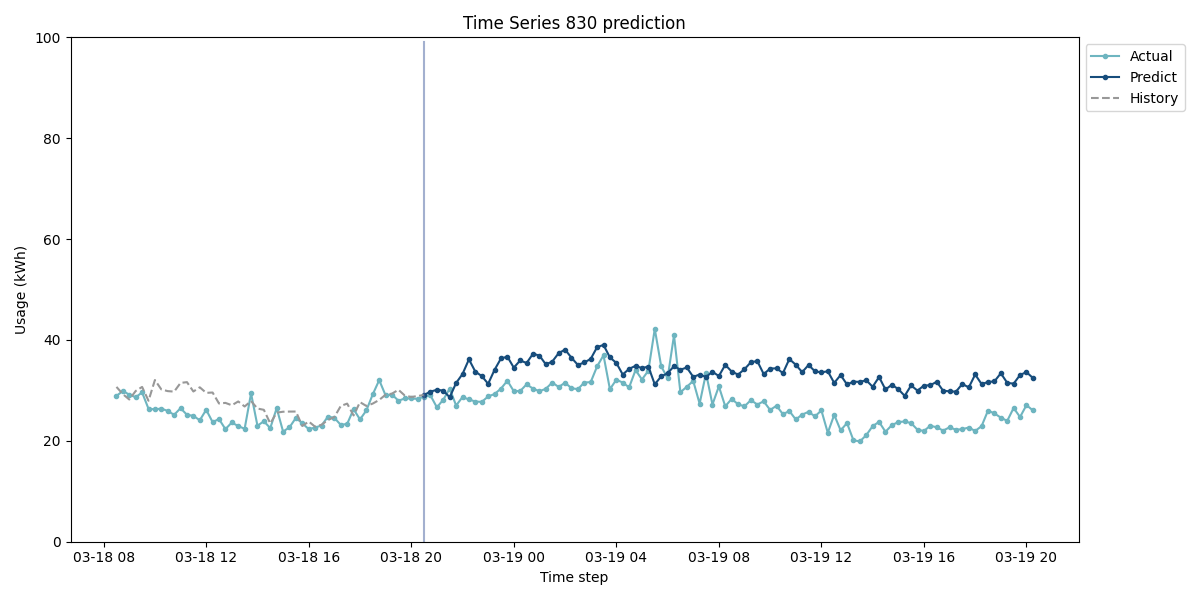 Time Series 830 prediction
100
80
60
40
20
0
Usage (kWh)
03-18 08
03-18 12
03-18 16
03-18 20
03-19 00
03-19 04
03-19 08
03-19 12
03-19 16
03-19 20
Time step
Actual
Predict
History